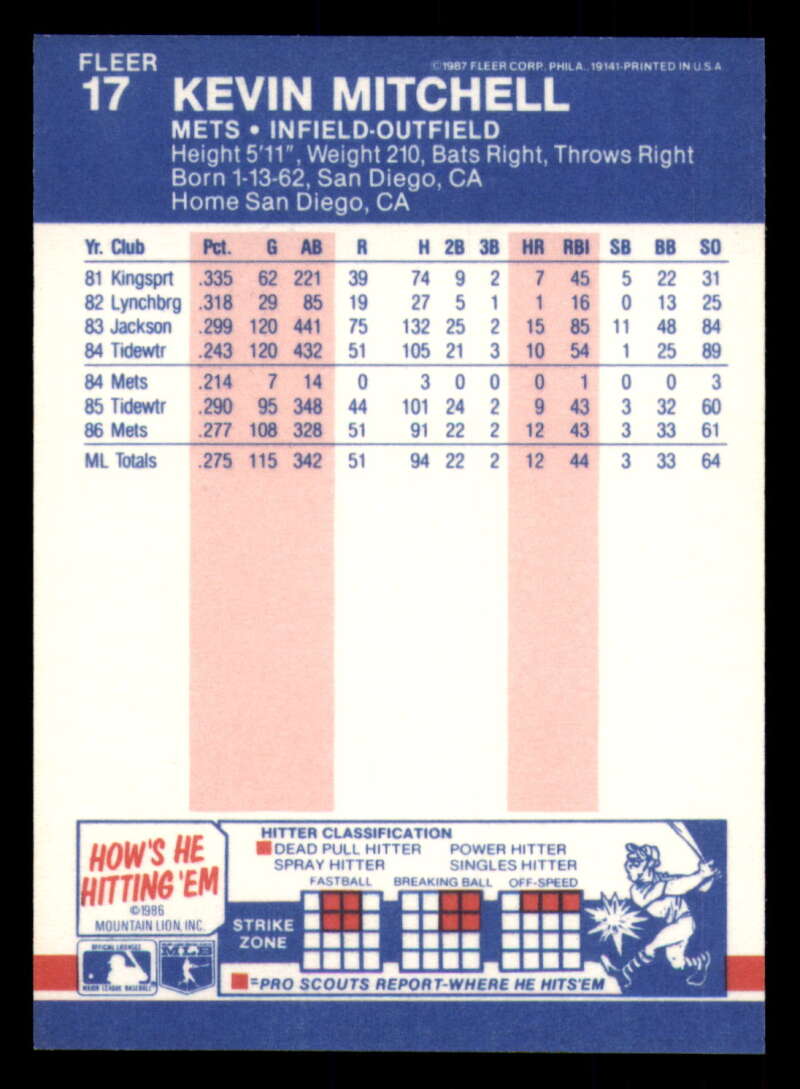 FLEER ©1987 FLEER CORP., PHILA., 19141-PRINTED IN U.S.A.
17 KEVIN MITCHELL
METS • INFIELD-OUTFIELD
Height 5'11", Weight 210, Bats Right, Throws Right
Born 1-13-62, San Diego, CA
Home San Diego, CA
Yr. Club Pct. G AB R H 2B 3B HR RBI SB BB SO
81 Kingsprt .335 62 221 39 74 9 2 7 45 5 22 31
82 Lynchbrg .318 29 85 19 27 5 1 1 16 0 13 25
83 Jackson .299 120 441 75 132 25 2 15 85 11 48 84
84 Tidewtr .243 120 432 51 105 21 3 10 54 1 25 89
84 Mets .214 7 14 0 3 0 0 0 1 0 0 3
85 Tidewtr .290 95 348 44 101 24 2 9 43 3 32 60
86 Mets .277 108 328 51 91 22 2 12 43 3 33 61
ML Totals .275 115 342 51 94 22 2 12 44 3 33 64
HOW'S HE
HITTING 'EM
©1986
MOUNTAIN LION, INC.
OFFICIAL LICENSEE
MAJOR LEAGUE BASEBALL
HITTER CLASSIFICATION
DEAD PULL HITTER POWER HITTER
SPRAY HITTER SINGLES HITTER
FASTBALL BREAKING BALL OFF-SPEED
STRIKE
ZONE
=PRO SCOUTS REPORT-WHERE HE HITS'EM